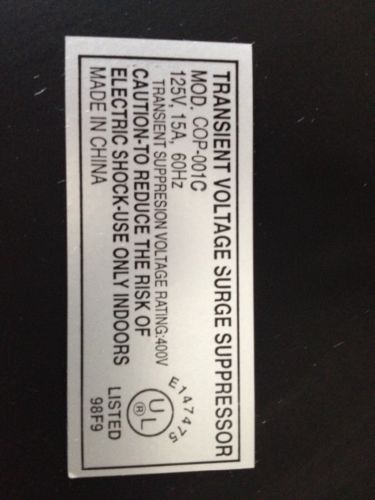 TRANSIENT VOLTAGE SURGE SUPPRESSOR
MOD. COP-001C
125V, 15A, 60Hz
TRANSIENT SUPPRESION VOLTAGE RATING:400V
CAUTION-TO REDUCE THE RISK OF
ELECTRIC SHOCK-USE ONLY INDOORS
MADE IN CHINA
E147475
UL
®
LISTED
98F9